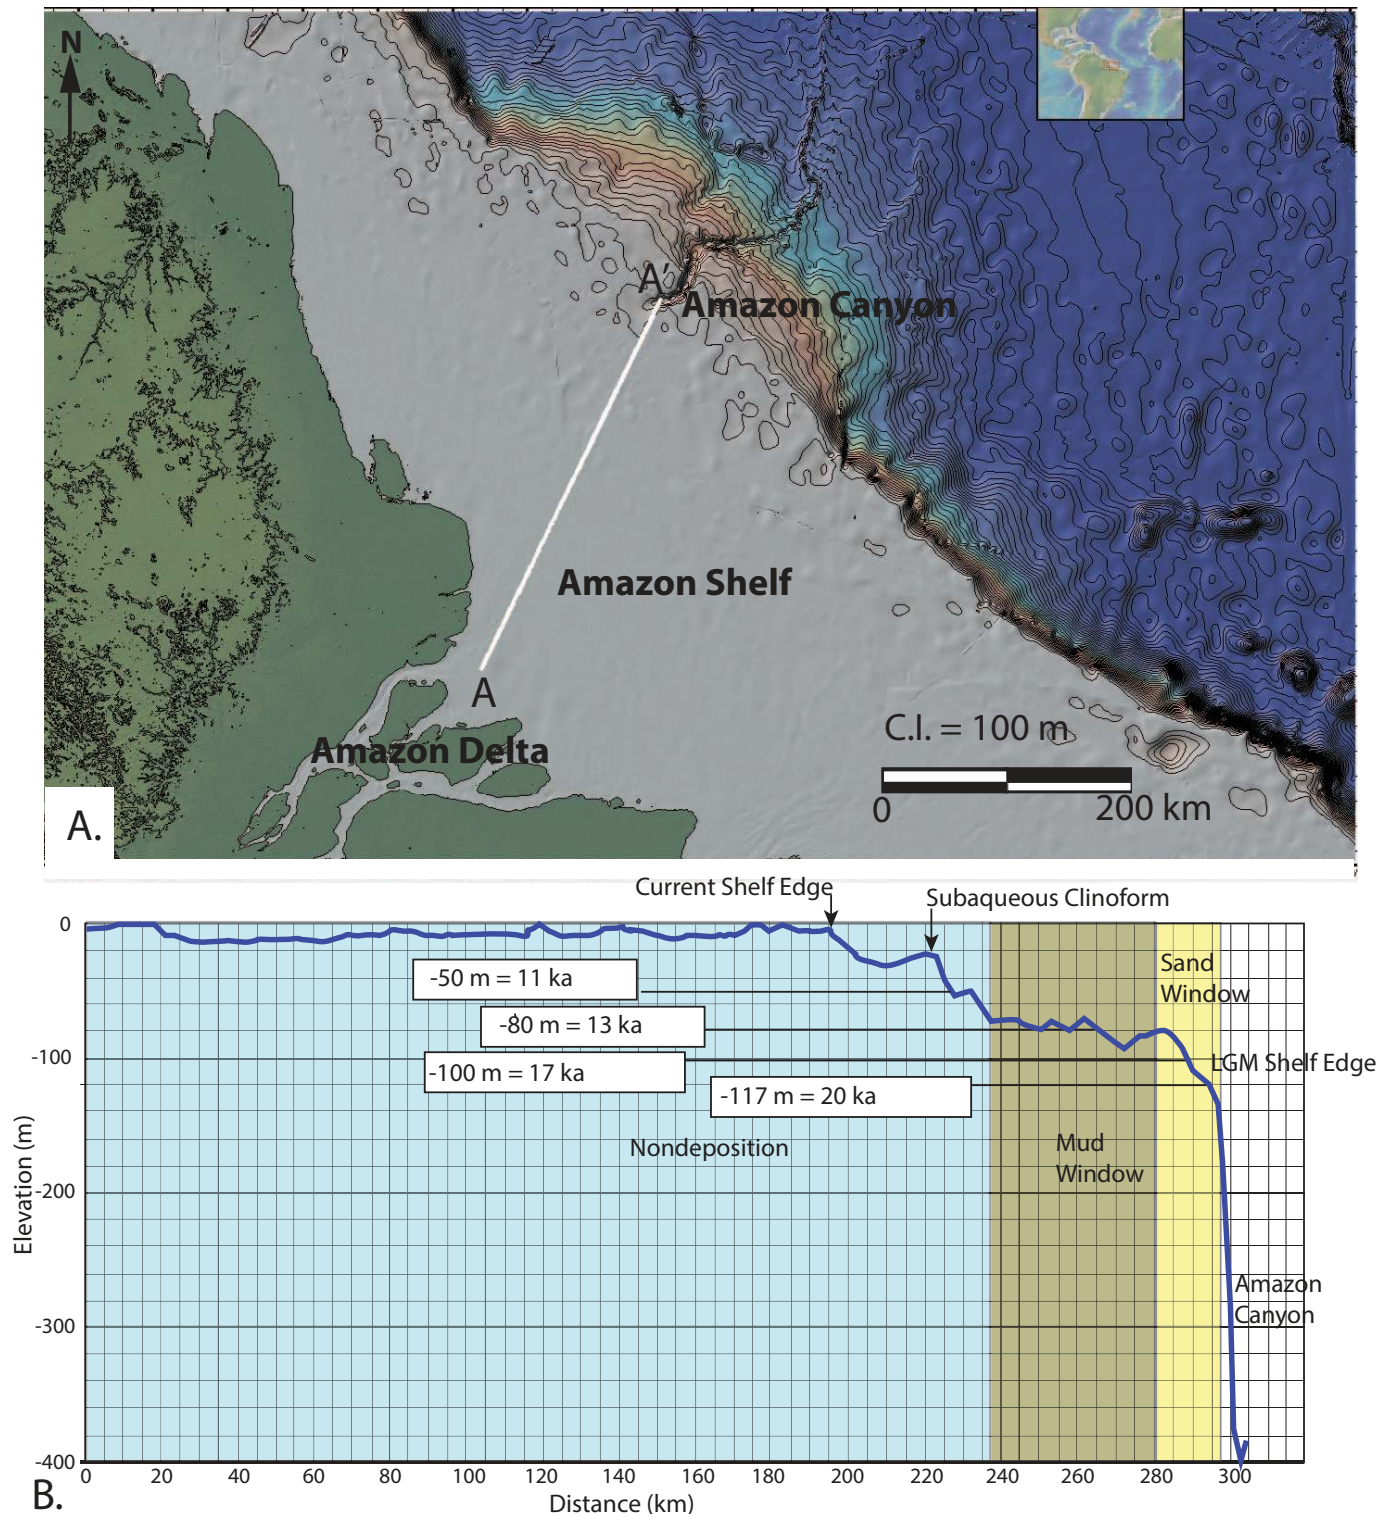 N
A'
Amazon Canyon
Amazon Shelf
A
C.I. = 100 m
Amazon Delta
0 200 km
A.
Current Shelf Edge
Subaqueous Clinoform
0
Sand
Window
-50 m = 11 ka
-80 m = 13 ka
-100
LGM Shelf Edge
-100 m = 17 ka
-117 m = 20 ka
Nondeposition
Mud
Window
Elevation (m)
-200
Amazon
Canyon
-300
-400
0 20 40 60 80 100 120 140 160 180 200 220 240 260 280 300
B.
Distance (km)